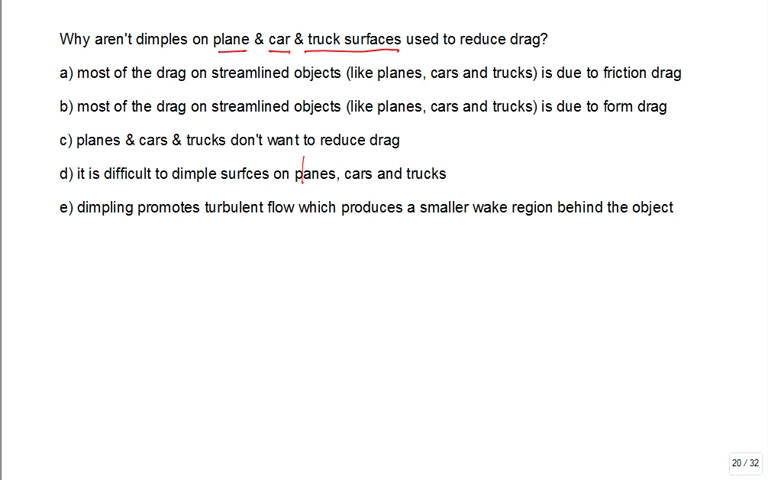 Why aren't dimples on plane & car & truck surfaces used to reduce drag?
a) most of the drag on streamlined objects (like planes, cars and trucks) is due to friction drag
b) most of the drag on streamlined objects (like planes, cars and trucks) is due to form drag
c) planes & cars & trucks don't want to reduce drag
d) it is difficult to dimple surfces on planes, cars and trucks
e) dimpling promotes turbulent flow which produces a smaller wake region behind the object
20 / 32